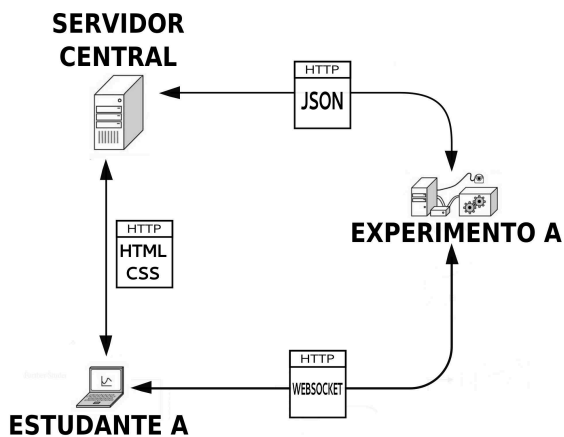 SERVIDOR
CENTRAL
HTTP
JSON
EXPERIMENTO A
HTTP
HTML
CSS
HTTP
WEBSOCKET
ESTUDANTE A